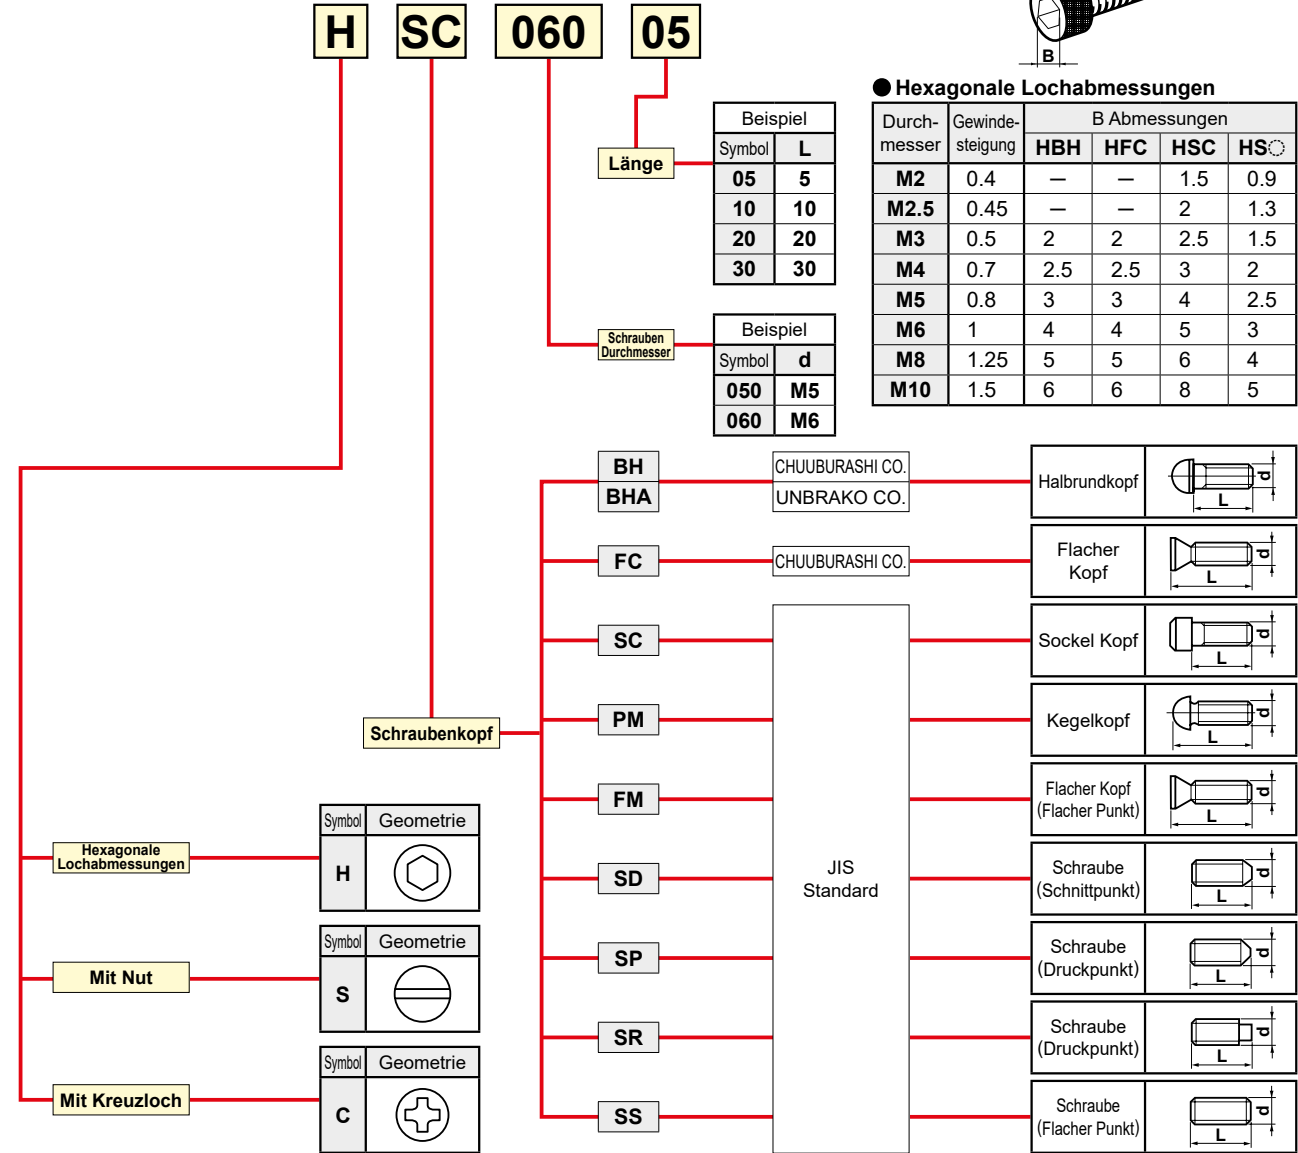 H SC 060 05
B
● Hexagonale Lochabmessungen
Durch-messer Gewinde-steigung B Abmessungen
HBH HFC HSC HS◌
M2 0.4 — — 1.5 0.9
M2.5 0.45 — — 2 1.3
M3 0.5 2 2 2.5 1.5
M4 0.7 2.5 2.5 3 2
M5 0.8 3 3 4 2.5
M6 1 4 4 5 3
M8 1.25 5 5 6 4
M10 1.5 6 6 8 5
Länge
Beispiel
Symbol L
05 5
10 10
20 20
30 30
Schrauben
Durchmesser
Beispiel
Symbol d
050 M5
060 M6
Schraubenkopf
BH CHUUBURASHI CO.
BHA UNBRAKO CO.
Halbrundkopf L d
FC CHUUBURASHI CO.
Flacher
Kopf L d
JIS
Standard
SC Sockel Kopf L d
PM Kegelkopf L d
FM Flacher Kopf
(Flacher Punkt) L d
SD Schraube
(Schnittpunkt) L d
SP Schraube
(Druckpunkt) L d
SR Schraube
(Druckpunkt) L d
SS Schraube
(Flacher Punkt) L d
Hexagonale
Lochabmessungen
Symbol Geometrie
H
Mit Nut
Symbol Geometrie
S
Mit Kreuzloch
Symbol Geometrie
C